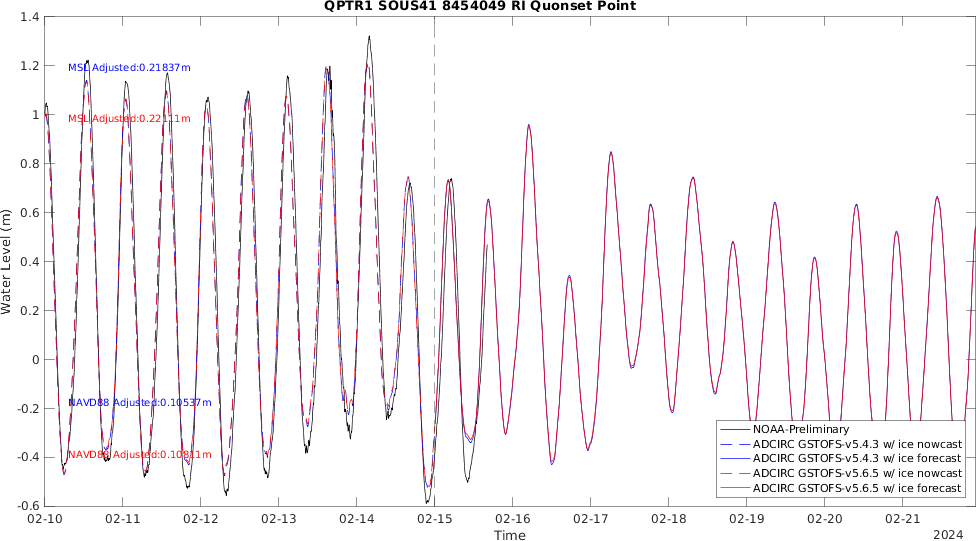 QPTR1 SOUS41 8454049 RI Quonset Point
1.4
1.2
1
0.8
0.6
0.4
0.2
0
-0.2
-0.4
-0.6
Water Level (m)
MSL Adjusted:0.21837m
MSL Adjusted:0.22111m
NAVD88 Adjusted:0.10537m
NAVD88 Adjusted:0.10811m
NOAA-Preliminary
ADCIRC GSTOFS-v5.4.3 w/ ice nowcast
ADCIRC GSTOFS-v5.4.3 w/ ice forecast
ADCIRC GSTOFS-v5.6.5 w/ ice nowcast
ADCIRC GSTOFS-v5.6.5 w/ ice forecast
02-10 02-11 02-12 02-13 02-14 02-15 02-16 02-17 02-18 02-19 02-20 02-21
Time
2024